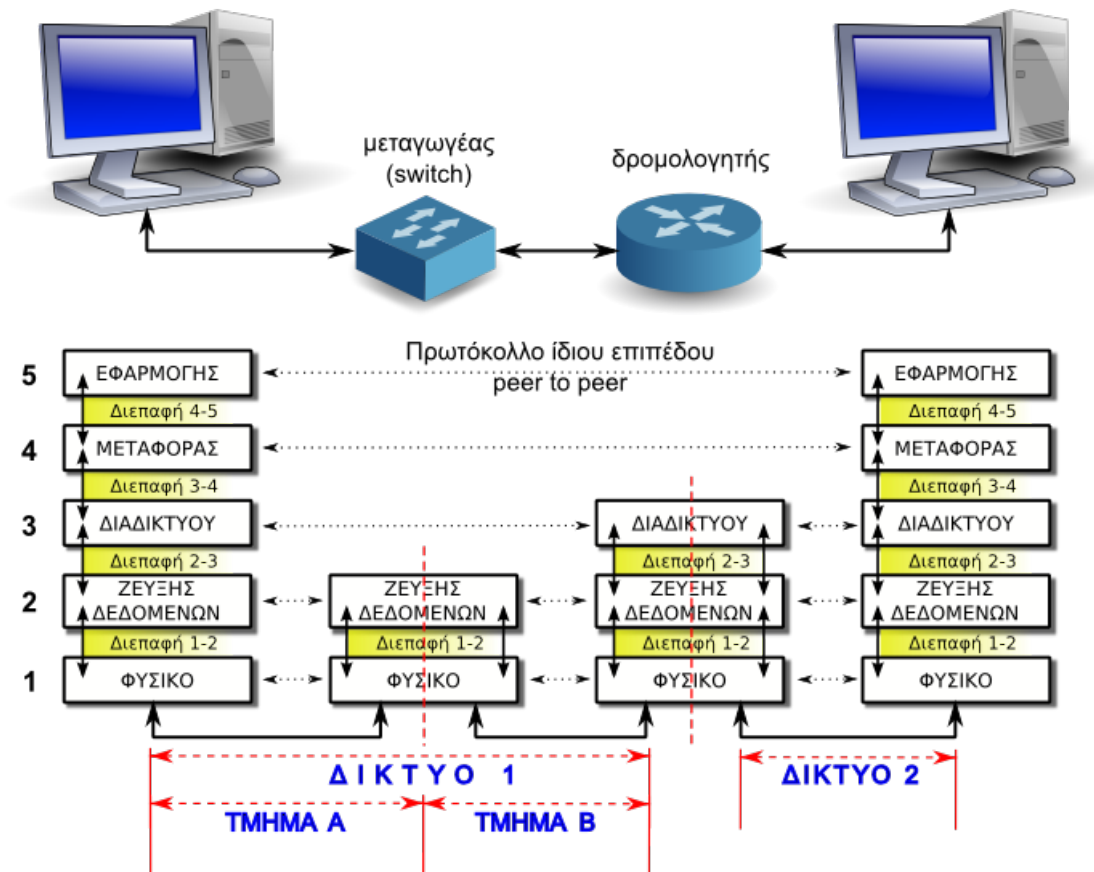 μεταγωγέας
(switch)
δρομολογητής
Πρωτόκολλο ίδιου επιπέδου
peer to peer
5 ΕΦΑΡΜΟΓΗΣ ΕΦΑΡΜΟΓΗΣ
Διεπαφή 4-5 Διεπαφή 4-5
4 ΜΕΤΑΦΟΡΑΣ ΜΕΤΑΦΟΡΑΣ
Διεπαφή 3-4 Διεπαφή 3-4
3 ΔΙΑΔΙΚΤΥΟΥ ΔΙΑΔΙΚΤΥΟΥ ΔΙΑΔΙΚΤΥΟΥ
Διεπαφή 2-3 Διεπαφή 2-3 Διεπαφή 2-3
2 ΖΕΥΞΗΣ ΖΕΥΞΗΣ ΖΕΥΞΗΣ ΖΕΥΞΗΣ
ΔΕΔΟΜΕΝΩΝ ΔΕΔΟΜΕΝΩΝ ΔΕΔΟΜΕΝΩΝ ΔΕΔΟΜΕΝΩΝ
Διεπαφή 1-2 Διεπαφή 1-2 Διεπαφή 1-2 Διεπαφή 1-2
1 ΦΥΣΙΚΟ ΦΥΣΙΚΟ ΦΥΣΙΚΟ ΦΥΣΙΚΟ
ΔΙΚΤΥΟ 1 ΔΙΚΤΥΟ 2
ΤΜΗΜΑ Α ΤΜΗΜΑ Β